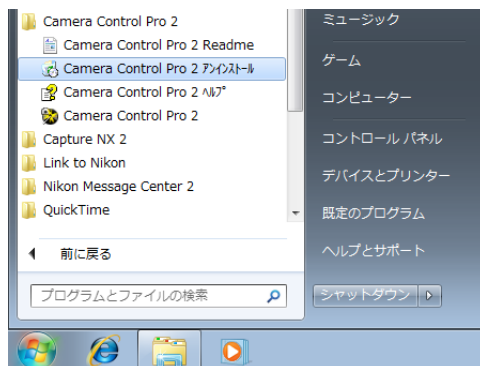 Camera Control Pro 2
Camera Control Pro 2 Readme
Camera Control Pro 2 ｱﾝｲﾝｽﾄｰﾙ
Camera Control Pro 2 ﾍﾙﾌﾟ
Camera Control Pro 2
Capture NX 2
Link to Nikon
Nikon Message Center 2
QuickTime
前に戻る
プログラムとファイルの検索
ミュージック
ゲーム
コンピューター
コントロール パネル
デバイスとプリンター
既定のプログラム
ヘルプとサポート
シャットダウン